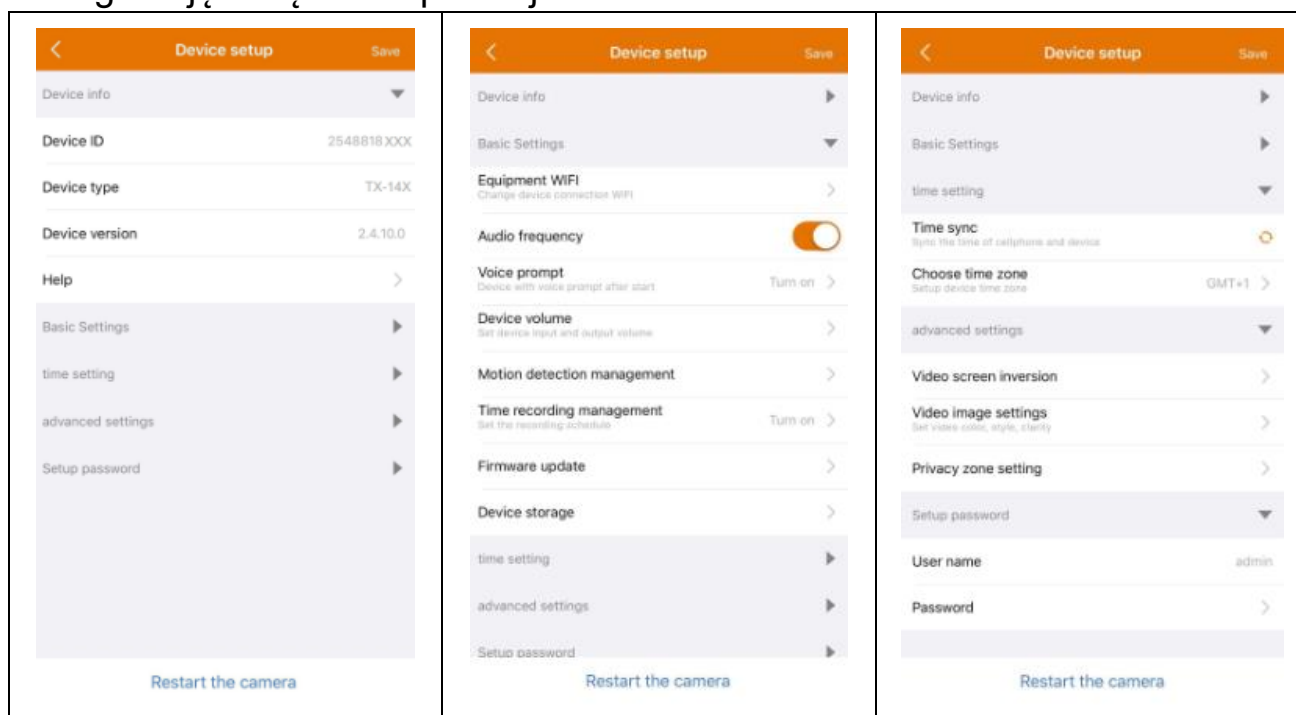 Device setup
Save
Device info
Device ID
2548818XXX
Device type
TX-14X
Device version
2.4.10.0
Help
Basic Settings
time setting
advanced settings
Setup password
Restart the camera
Device setup
Save
Device info
Basic Settings
Equipment WIFI
Change device connection WIFI
Audio frequency
Voice prompt
Turn on
Device with voice prompt after start
Device volume
Set device input and output volume
Motion detection management
Time recording management
Turn on
Set the recording schedule
Firmware update
Device storage
time setting
advanced settings
Setup password
Restart the camera
Device setup
Save
Device info
Basic Settings
time setting
Time sync
Sync the time of cellphone and device
Choose time zone
GMT+1
Setup device time zone
advanced settings
Video screen inversion
Video image settings
Set video color, style, clarity
Privacy zone setting
Setup password
User name
admin
Password
Restart the camera